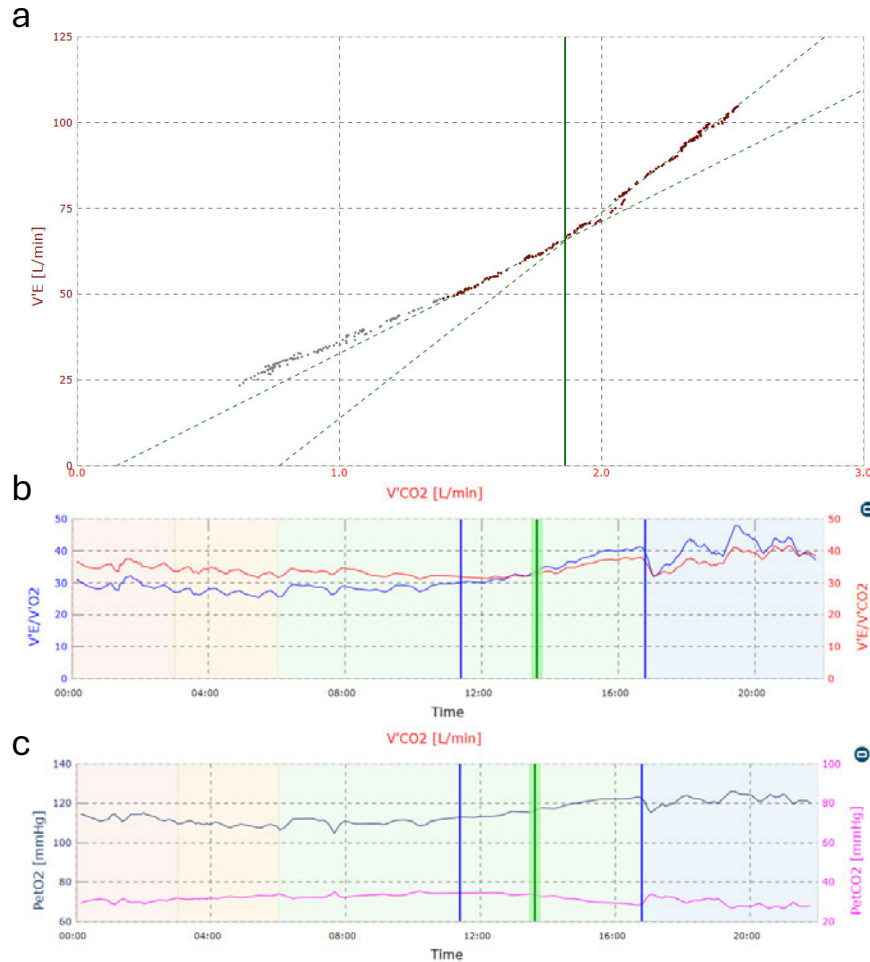 a
125
100
75
50
25
0
V'E [L/min]
0.0 1.0 2.0 3.0
V'CO2 [L/min]
b
50 50
40 40
30 30
20 20
10 10
0 0
V'E/V'O2
V'E/V'CO2
00:00 04:00 08:00 12:00 16:00 20:00
Time
c
V'CO2 [L/min]
140 100
120 80
100 60
80 40
60 20
PetO2 [mmHg]
PetCO2 [mmHg]
00:00 04:00 08:00 12:00 16:00 20:00
Time